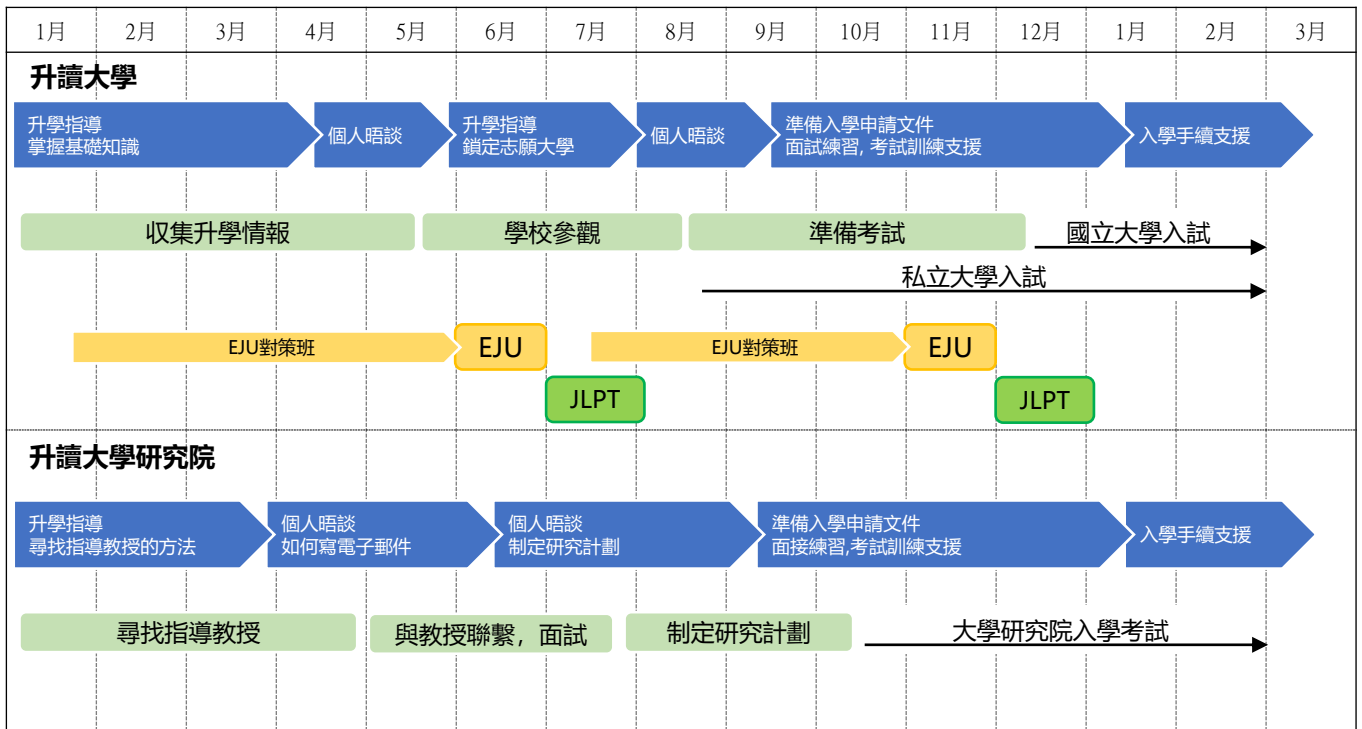 1月 2月 3月 4月 5月 6月 7月 8月 9月 10月 11月 12月 1月 2月 3月
升讀大學
升學指導
掌握基礎知識
個人晤談
升學指導
鎖定志願大學
個人晤談
準備入學申請文件
面試練習, 考試訓練支援
入學手續支援
収集升學情報
學校參觀
準備考試
國立大學入試
私立大學入試
EJU對策班
EJU
EJU對策班
EJU
JLPT
JLPT
升讀大學研究院
升學指導
尋找指導教授的方法
個人晤談
如何寫電子郵件
個人晤談
制定研究計劃
準備入學申請文件
面接練習,考試訓練支援
入學手續支援
尋找指導教授
與教授聯繫，面試
制定研究計劃
大學研究院入學考試